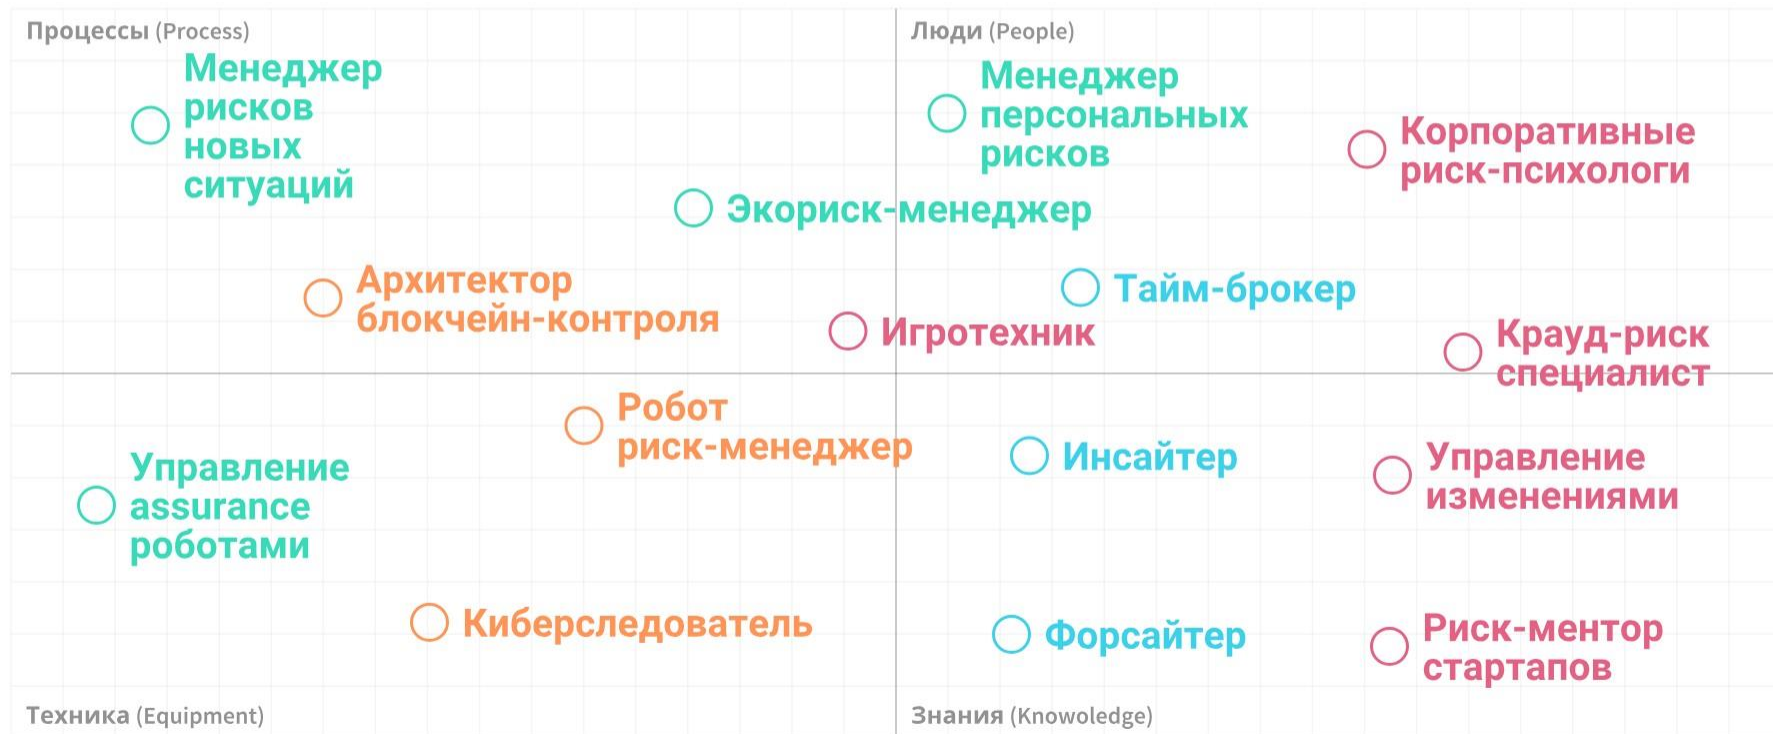 Процессы (Process)
Люди (People)
Менеджер
рисков
новых
ситуаций
Менеджер
персональных
рисков
Корпоративные
риск-психологи
Экориск-менеджер
Архитектор
блокчейн-контроля
Тайм-брокер
Игротехник
Крауд-риск
специалист
Робот
риск-менеджер
Управление
assurance
роботами
Инсайтер
Управление
изменениями
Киберследователь
Форсайтер
Риск-ментор
стартапов
Техника (Equipment)
Знания (Knowoledge)